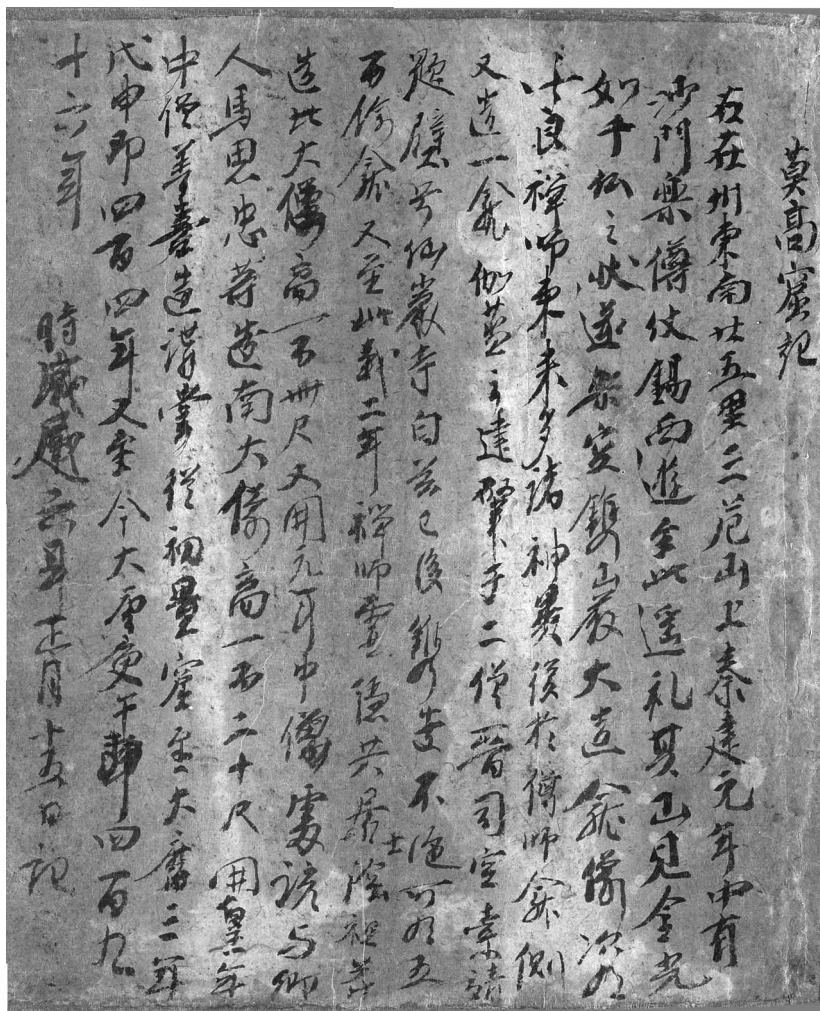 莫高窟記
右在州東南廿五里三危山上秦建元年中有
沙門樂僔仗錫西遊至此遥礼其山見金光
如千仏之狀遂架空鐫巖大造龕像次有
法良禪師東来多諸神異復於僔師龕側
又造一龕伽藍之建肇于二僧晉司空索靖
題壁号仙巖寺自兹已後鐫造不絶可有五
百餘龕又至延載二年禪師靈隱共居士陰祖等
造北大像高一百卌尺又開元年中僧處諺与鄉
人馬思忠等造南大像高一百二十尺開皇年
中僧善喜造講堂從初置窟至大曆三年
戊申即四百四年又至今大唐庚午即四百九
十六年
時咸通六年正月十五日記